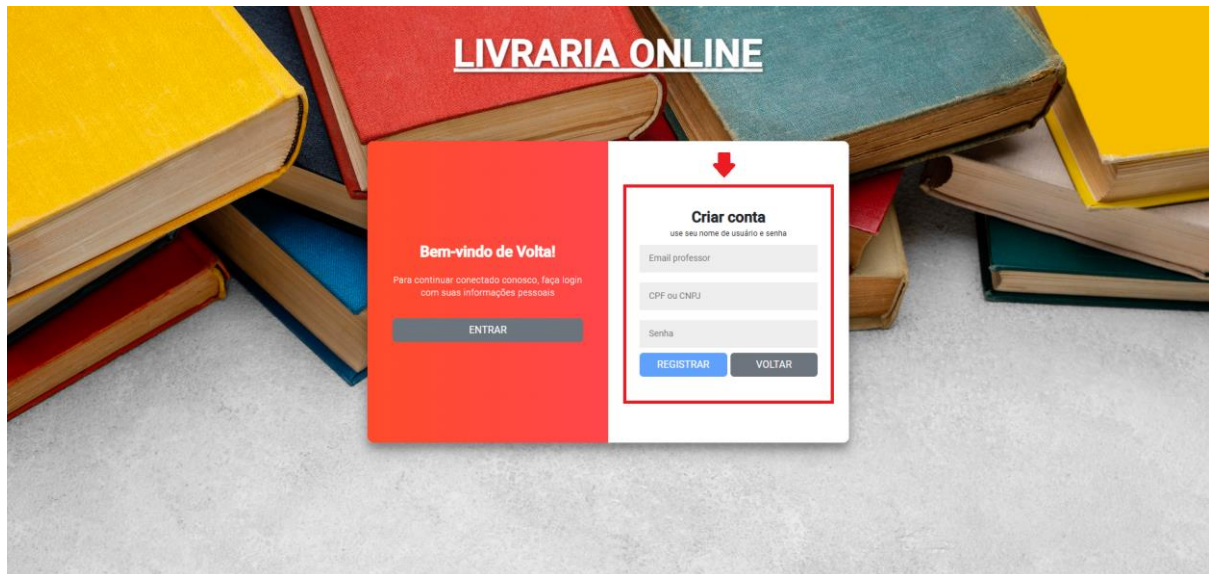 LIVRARIA ONLINE
Bem-vindo de Volta!
Para continuar conectado conosco, faça login
com suas informações pessoais
ENTRAR
Criar conta
use seu nome de usuário e senha
Email professor
CPF ou CNPJ
Senha
REGISTRAR
VOLTAR